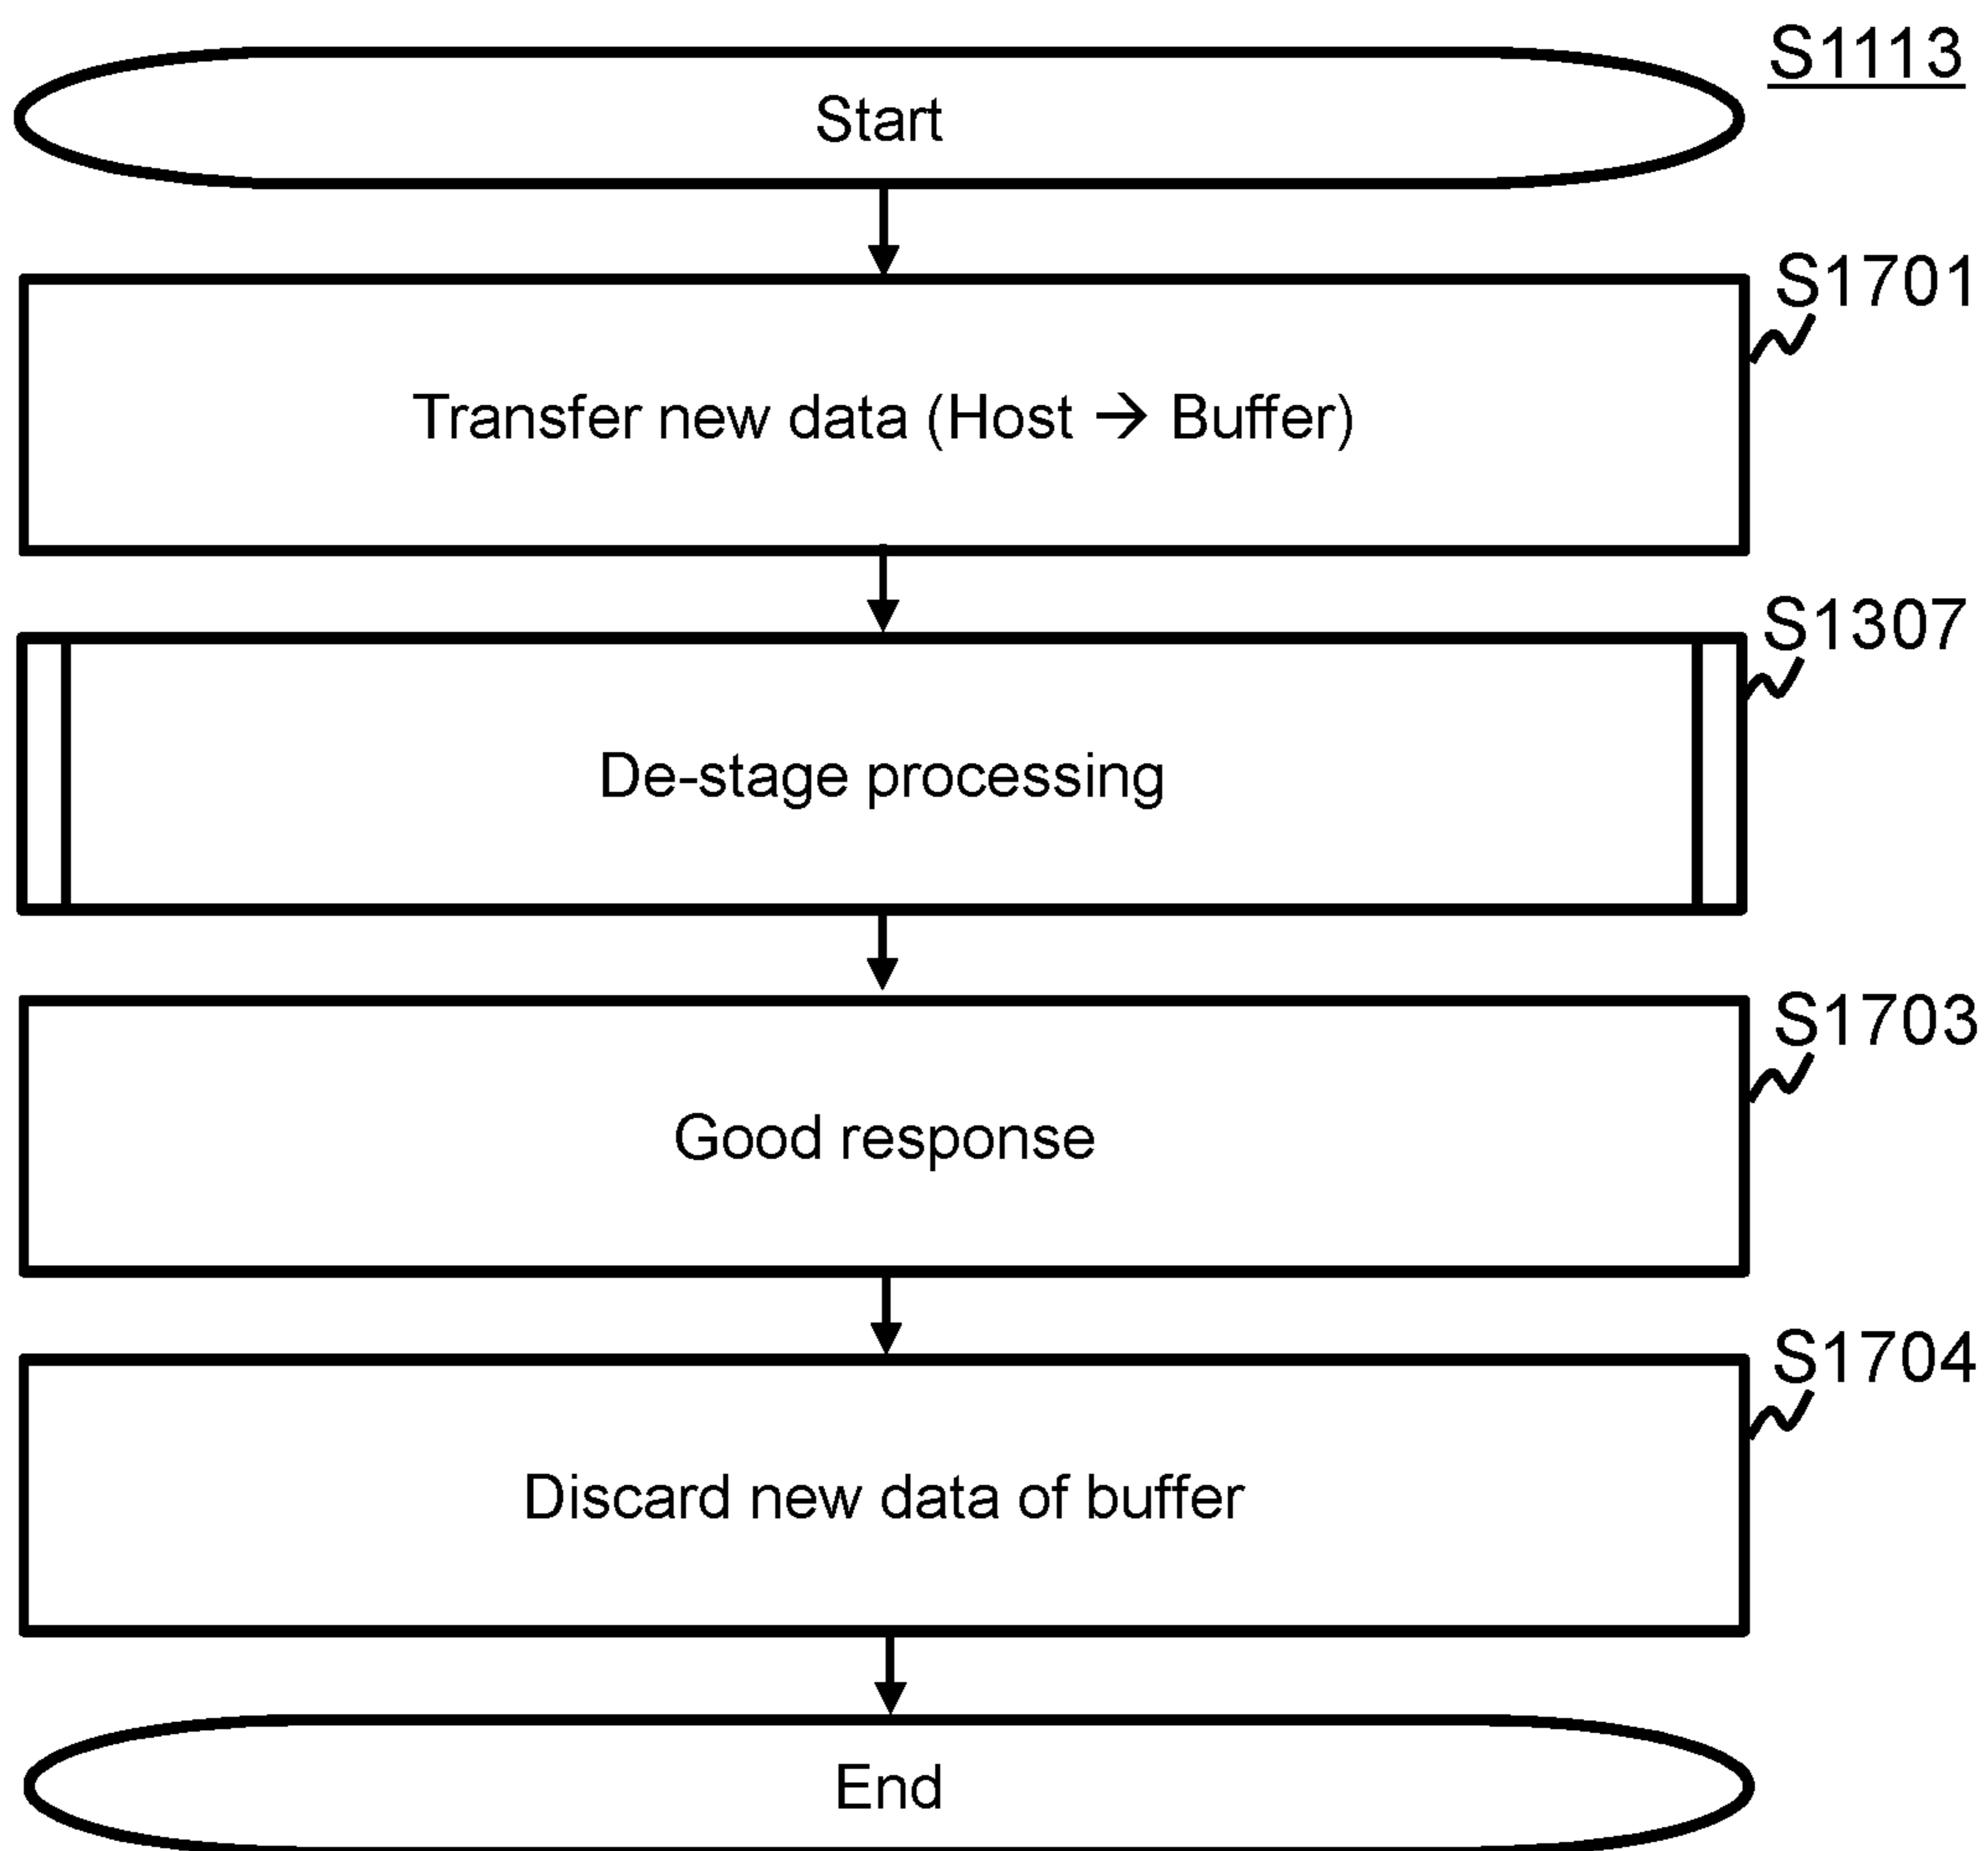 S1113
Start
S1701
Transfer new data (Host → Buffer)
S1307
De-stage processing
S1703
Good response
S1704
Discard new data of buffer
End